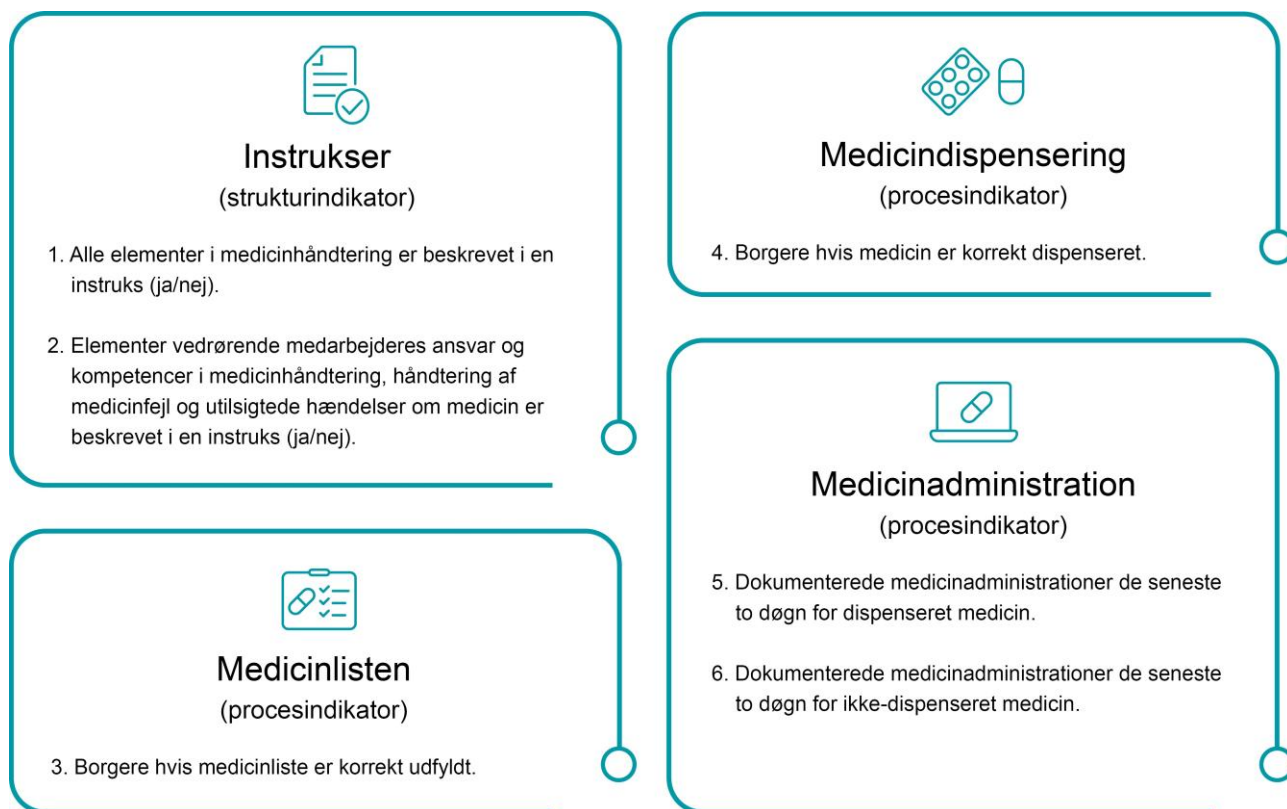 Instrukser
(strukturindikator)
1. Alle elementer i medicinhåndtering er beskrevet i en
instruks (ja/nej).
2. Elementer vedrørende medarbejderes ansvar og
kompetencer i medicinhåndtering, håndtering af
medicinfejl og utilsigtede hændelser om medicin er
beskrevet i en instruks (ja/nej).
Medicinlisten
(procesindikator)
3. Borgere hvis medicinliste er korrekt udfyldt.
Medicindispensering
(procesindikator)
4. Borgere hvis medicin er korrekt dispenseret.
Medicinadministration
(procesindikator)
5. Dokumenterede medicinadministrationer de seneste
to døgn for dispenseret medicin.
6. Dokumenterede medicinadministrationer de seneste
to døgn for ikke-dispenseret medicin.